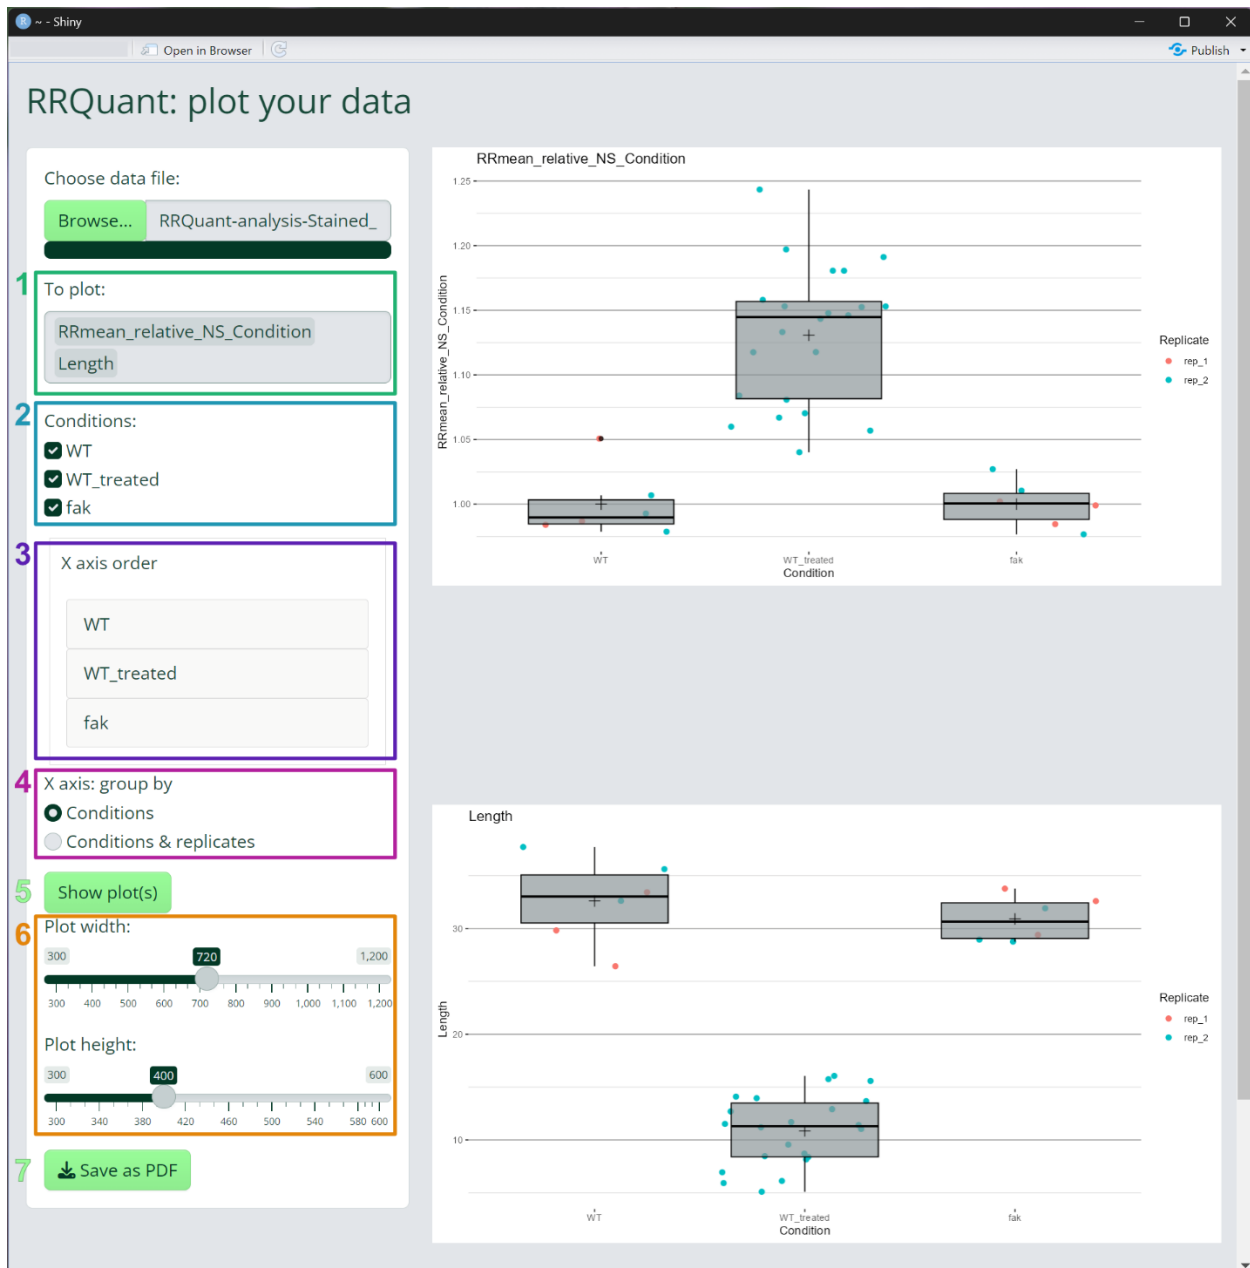 ~ - Shiny
Open in Browser
Publish
RRQuant: plot your data
Choose data file:
Browse... RRQuant-analysis-Stained_
1
To plot:
RRmean_relative_NS_Condition
Length
2
Conditions:
WT
WT_treated
fak
3
X axis order
WT
WT_treated
fak
4
X axis: group by
Conditions
Conditions & replicates
5
Show plot(s)
6
Plot width:
300 720 1,200
300 400 500 600 700 800 900 1,000 1,100 1,200
Plot height:
300 400 600
300 340 380 420 460 500 540 580 600
7
Save as PDF
RRmean_relative_NS_Condition
RRmean_relative_NS_Condition
1.25
1.20
1.15
1.10
1.05
1.00
WT WT_treated fak
Condition
Replicate
rep_1
rep_2
Length
Length
30
20
10
WT WT_treated fak
Condition
Replicate
rep_1
rep_2